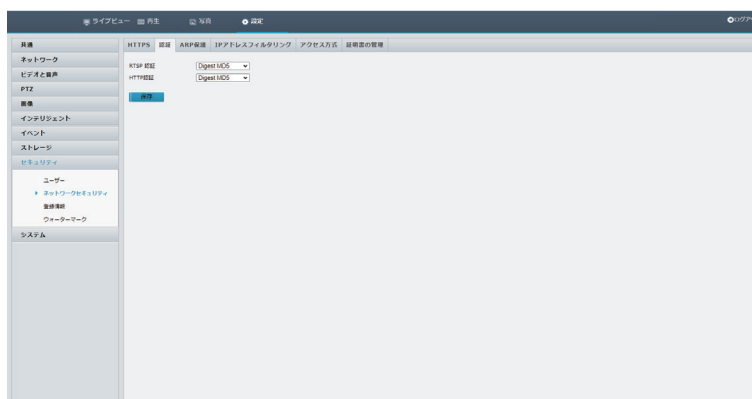 ライブビュー 再生 写真 設定 ログア
共通
ネットワーク
ビデオと音声
PTZ
画像
インテリジェント
イベント
ストレージ
セキュリティ
ユーザー
ネットワークセキュリティ
登録情報
ウォーターマーク
システム
HTTPS 認証 ARP保護 IPアドレスフィルタリング アクセス方式 証明書の管理
RTSP 認証 Digest MD5
HTTP認証 Digest MD5
保存